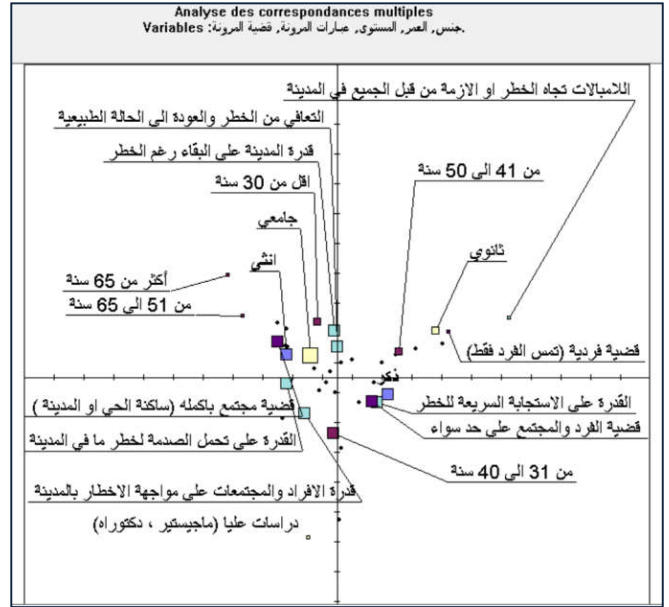 Analyse des correspondances multiples
Variables :جنس, العمر, المستوى, عبارات المرونة, قضية المرونة.
اللامبالات تجاه الخطر او الازمة من قبل الجميع في المدينة
التعافي من الخطر والعودة الى الحالة الطبيعية
قدرة المدينة على البقاء رغم الخطر
من 41 الى 50 سنة
اقل من 30 سنة
جامعي
ثانوي
انثي
أكثر من 65 سنة
من 51 الى 65 سنة
قضية فردية (تمس الفرد فقط)
ذكر
القدرة على الاستجابة السريعة للخطر
قضية مجتمع باكمله (ساكنة الحي او المدينة )
قضية الفرد والمجتمع على حد سواء
القدرة على تحمل الصدمة لخطر ما في المدينة
من 31 الى 40 سنة
قدرة الافراد والمجتمعات على مواجهة الاخطار بالمدينة
دراسات عليا (ماجيستير ، دكتوراه)